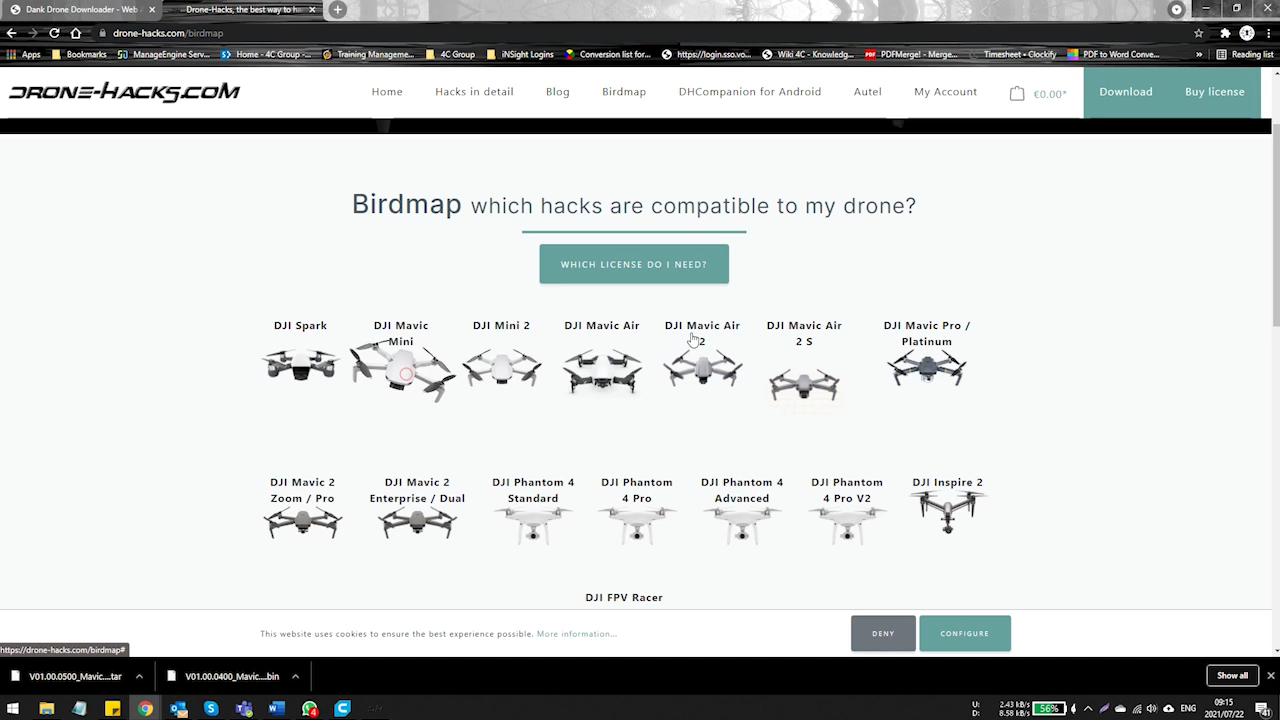 Dank Drone Downloader - Web
Drone-Hacks, the best way to h
drone-hacks.com/birdmap
Apps
Bookmarks
ManageEngine Serv...
Home - 4C Group -...
Training Manageme...
4C Group
iNSight Logins
Conversion list for...
https://login.sso.vo...
Wiki 4C - Knowledg...
PDFMerge! - Merge...
Timesheet - Clockify
PDF to Word Conve...
»
Reading list
DRONE-HACKS.COM
Home
Hacks in detail
Blog
Birdmap
DHCompanion for Android
Autel
My Account
€0.00*
Download
Buy license
Birdmap which hacks are compatible to my drone?
WHICH LICENSE DO I NEED?
DJI Spark
DJI Mavic
Mini
DJI Mini 2
DJI Mavic Air
DJI Mavic Air
2
DJI Mavic Air
2 S
DJI Mavic Pro /
Platinum
DJI Mavic 2
Zoom / Pro
DJI Mavic 2
Enterprise / Dual
DJI Phantom 4
Standard
DJI Phantom
4 Pro
DJI Phantom 4
Advanced
DJI Phantom
4 Pro V2
DJI Inspire 2
DJI FPV Racer
This website uses cookies to ensure the best experience possible. More information...
DENY
CONFIGURE
https://drone-hacks.com/birdmap#
V01.00.0500_Mavic....tar
V01.00.0400_Mavic....bin
Show all
U: 2.43 kB/s
D: 8.58 kB/s
56%
ENG
09:15
2021/07/22